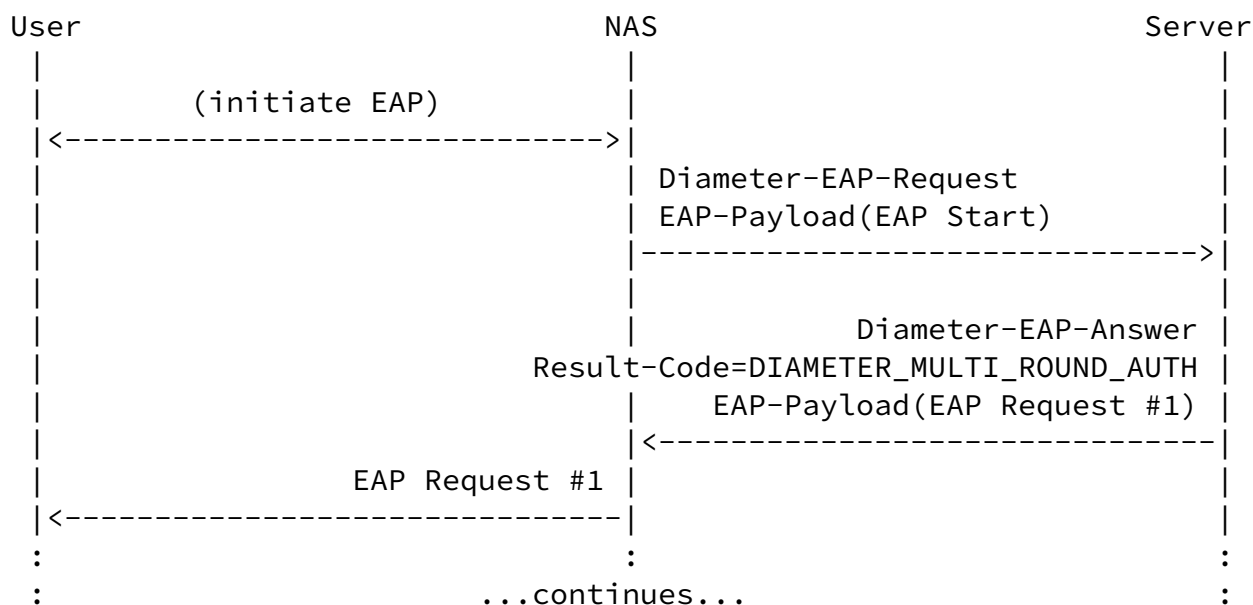 User NAS Server
(initiate EAP)
Diameter-EAP-Request
EAP-Payload(EAP Start)
Diameter-EAP-Answer
Result-Code=DIAMETER_MULTI_ROUND_AUTH
EAP-Payload(EAP Request #1)
EAP Request #1
...continues...